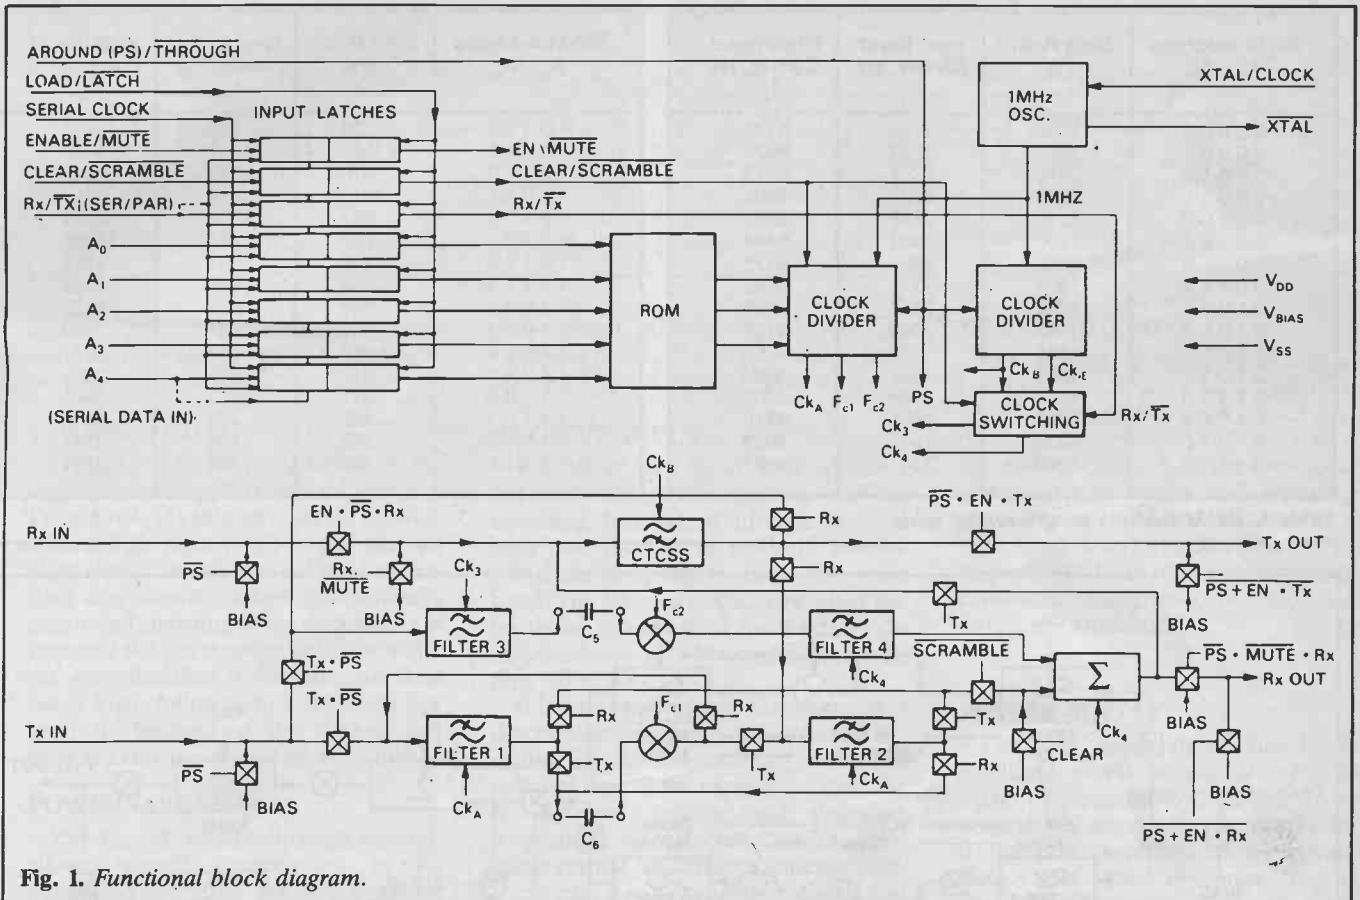 AROUND (PS)/THROUGH
LOAD/LATCH
SERIAL CLOCK
INPUT LATCHES
ENABLE/MUTE
EN\MUTE
CLEAR/SCRAMBLE
CLEAR/SCRAMBLE
Rx/TX (SER/PAR)
Rx/Tx
A0
A1
A2
A3
A4
(SERIAL DATA IN)
ROM
1MHz
OSC.
XTAL/CLOCK
XTAL
1MHZ
CLOCK
DIVIDER
CLOCK
DIVIDER
VDD
VBIAS
VSS
CkA
Fc1
Fc2
PS
CkB
CkE
CLOCK
SWITCHING
Rx/Tx
Ck3
Ck4
CkB
EN · PS · Rx
Rx
PS · EN · Tx
Rx IN
CTCSS
Tx OUT
PS
Rx
MUTE
Ck3
Rx
BIAS
BIAS
Fc2
Tx
PS + EN · Tx
C5
BIAS
FILTER 3
FILTER 4
SCRAMBLE
Σ
PS · MUTE · Rx
Tx · PS
Ck4
Rx OUT
Tx · PS
Fc1
Rx
Rx
Tx
BIAS
Tx IN
FILTER 1
FILTER 2
Ck4
CLEAR
PS
Tx
Tx
Rx
BIAS
CkA
CkA
BIAS
BIAS
C6
PS + EN · Rx
Fig. 1. Functional block diagram.